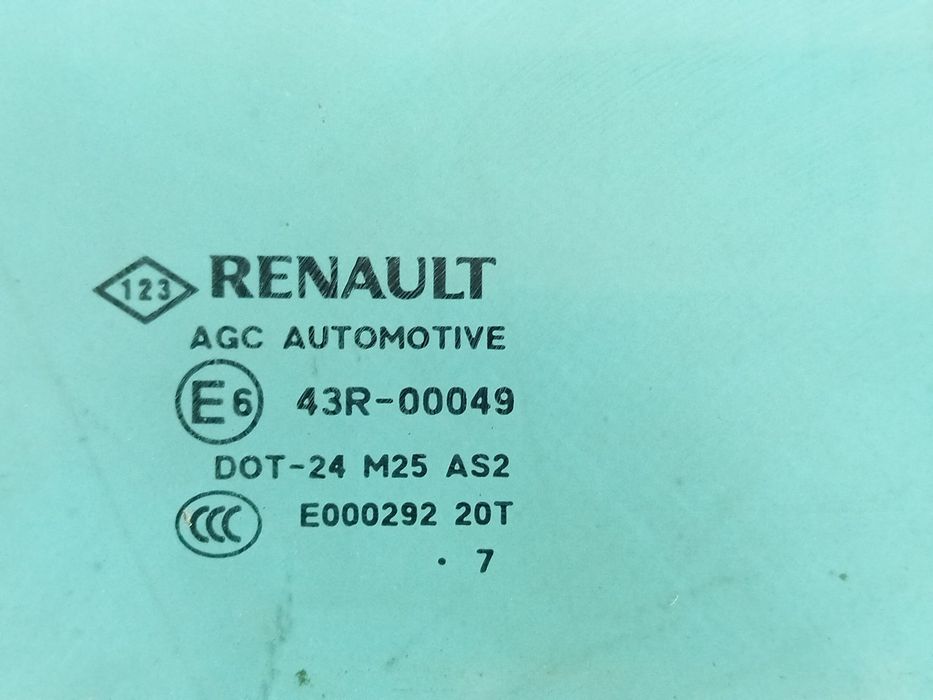 123 RENAULT
AGC AUTOMOTIVE
E6 43R-00049
DOT-24 M25 AS2
CCC E000292 20T
. 7